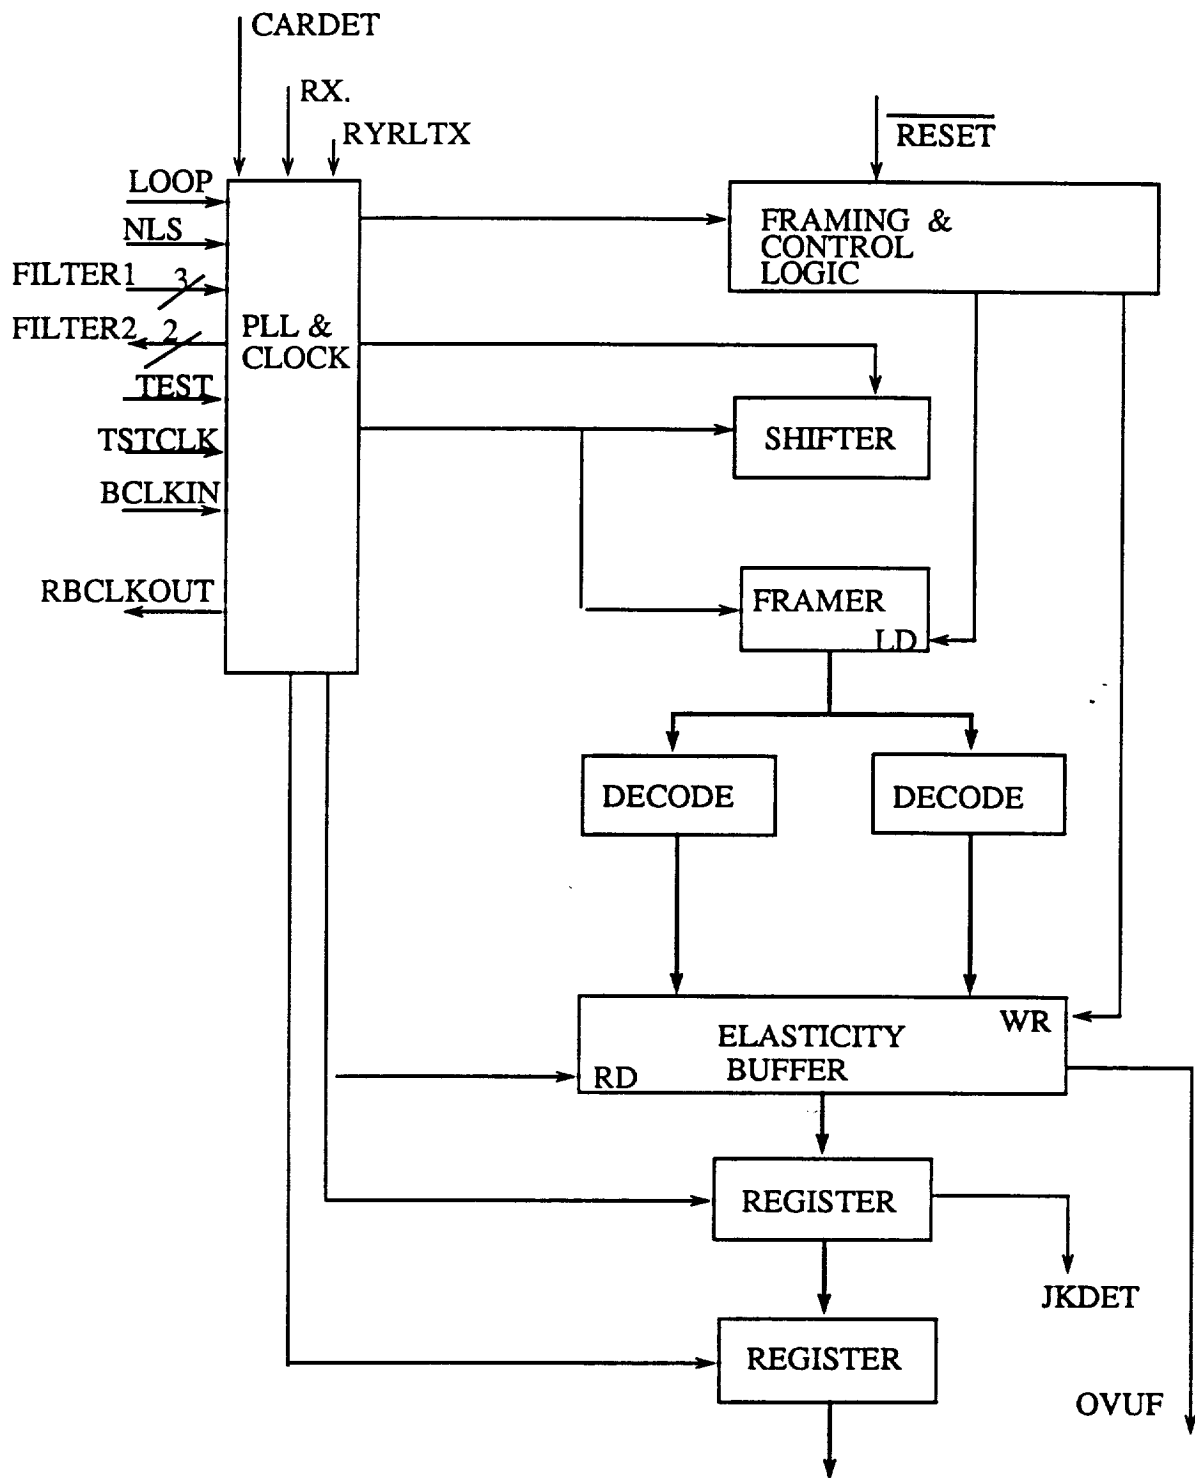 CARDET
RX.
RYRLTX
RESET
LOOP
NLS
FILTER1
3
FILTER2
2
TEST
TSTCLK
BCLKIN
RBCLKOUT
PLL &
CLOCK
FRAMING &
CONTROL
LOGIC
SHIFTER
FRAMER
LD
DECODE
DECODE
WR
ELASTICITY
BUFFER
RD
REGISTER
JKDET
REGISTER
OVUF